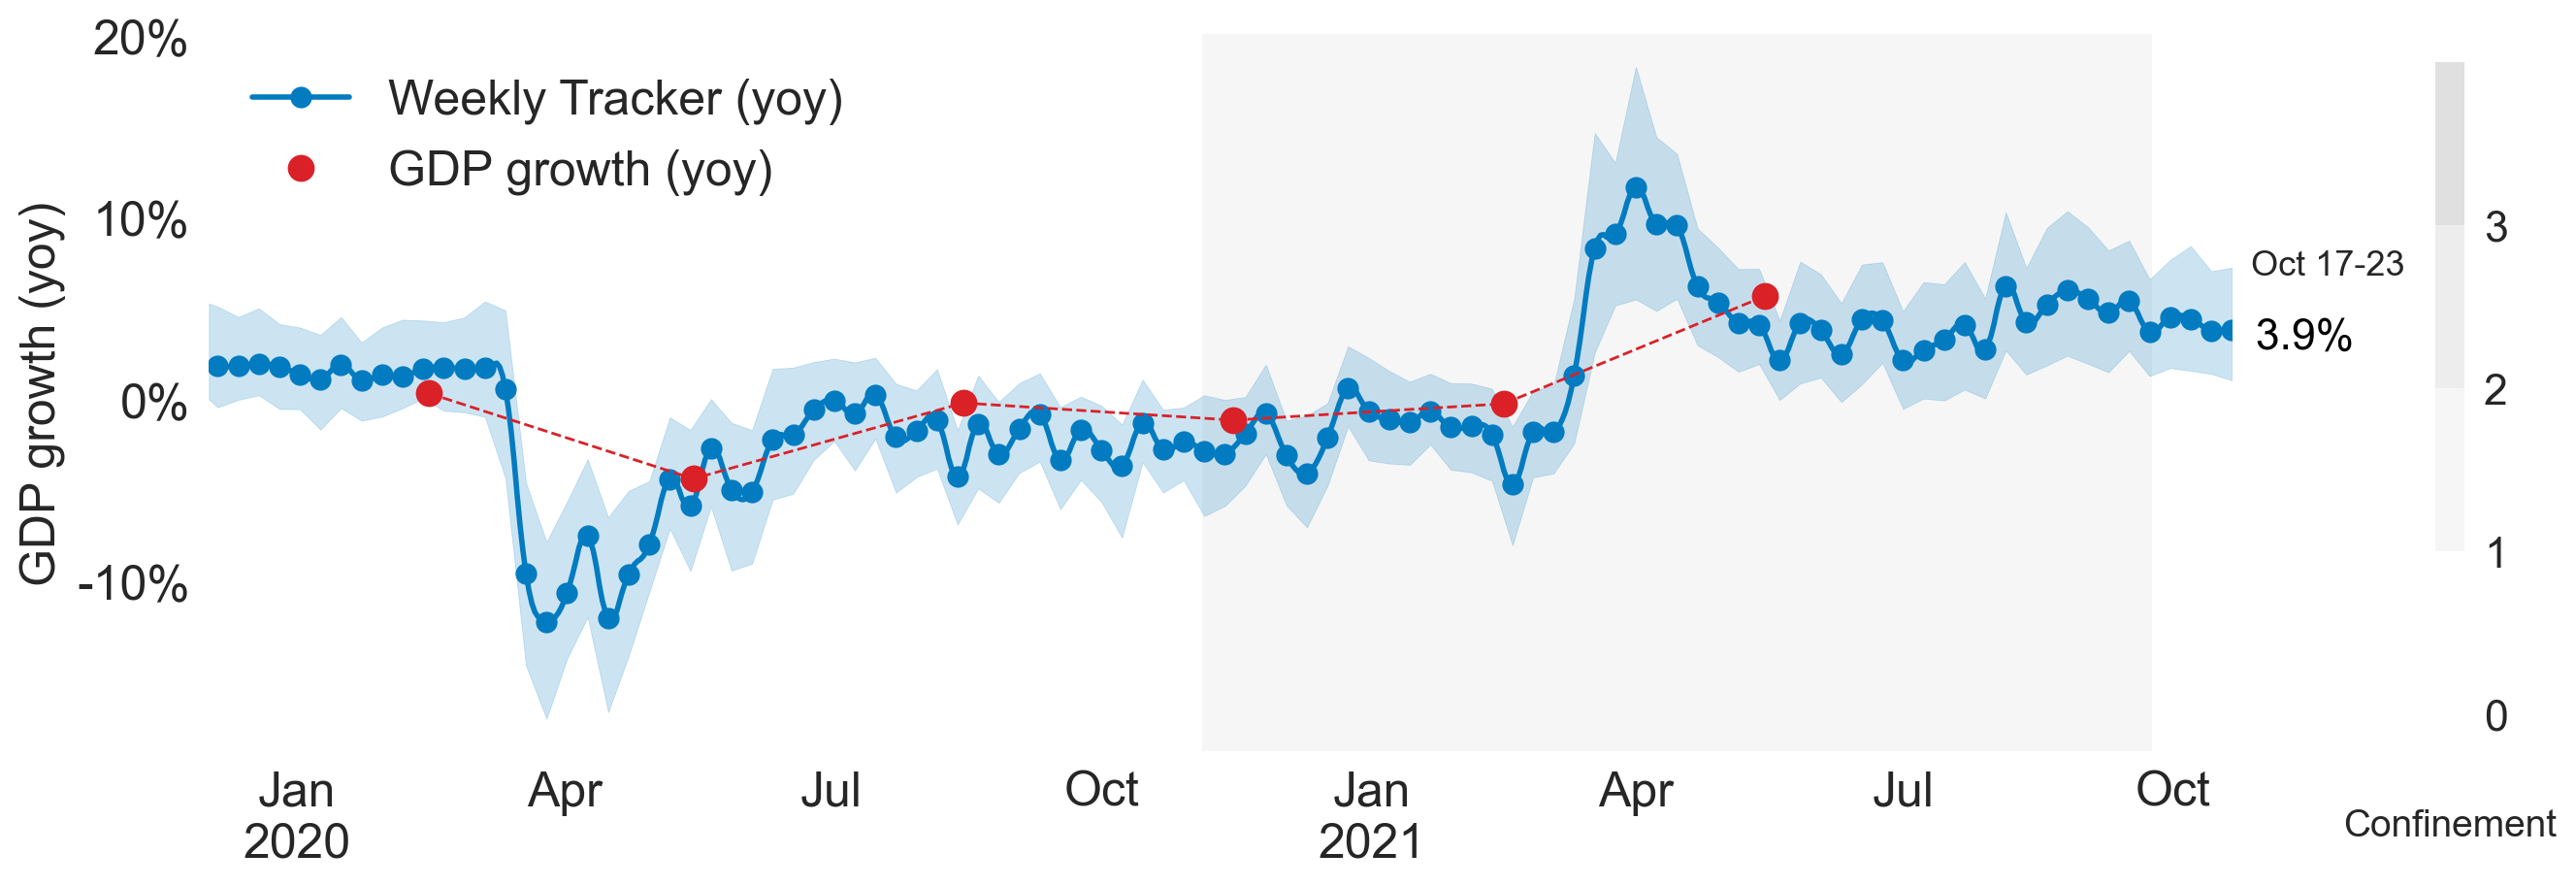 20%
10%
0%
-10%
GDP growth (yoy)
Weekly Tracker (yoy)
GDP growth (yoy)
Oct 17-23
3.9%
3
2
1
0
Confinement
Jan
2020
Apr
Jul
Oct
Jan
2021
Apr
Jul
Oct